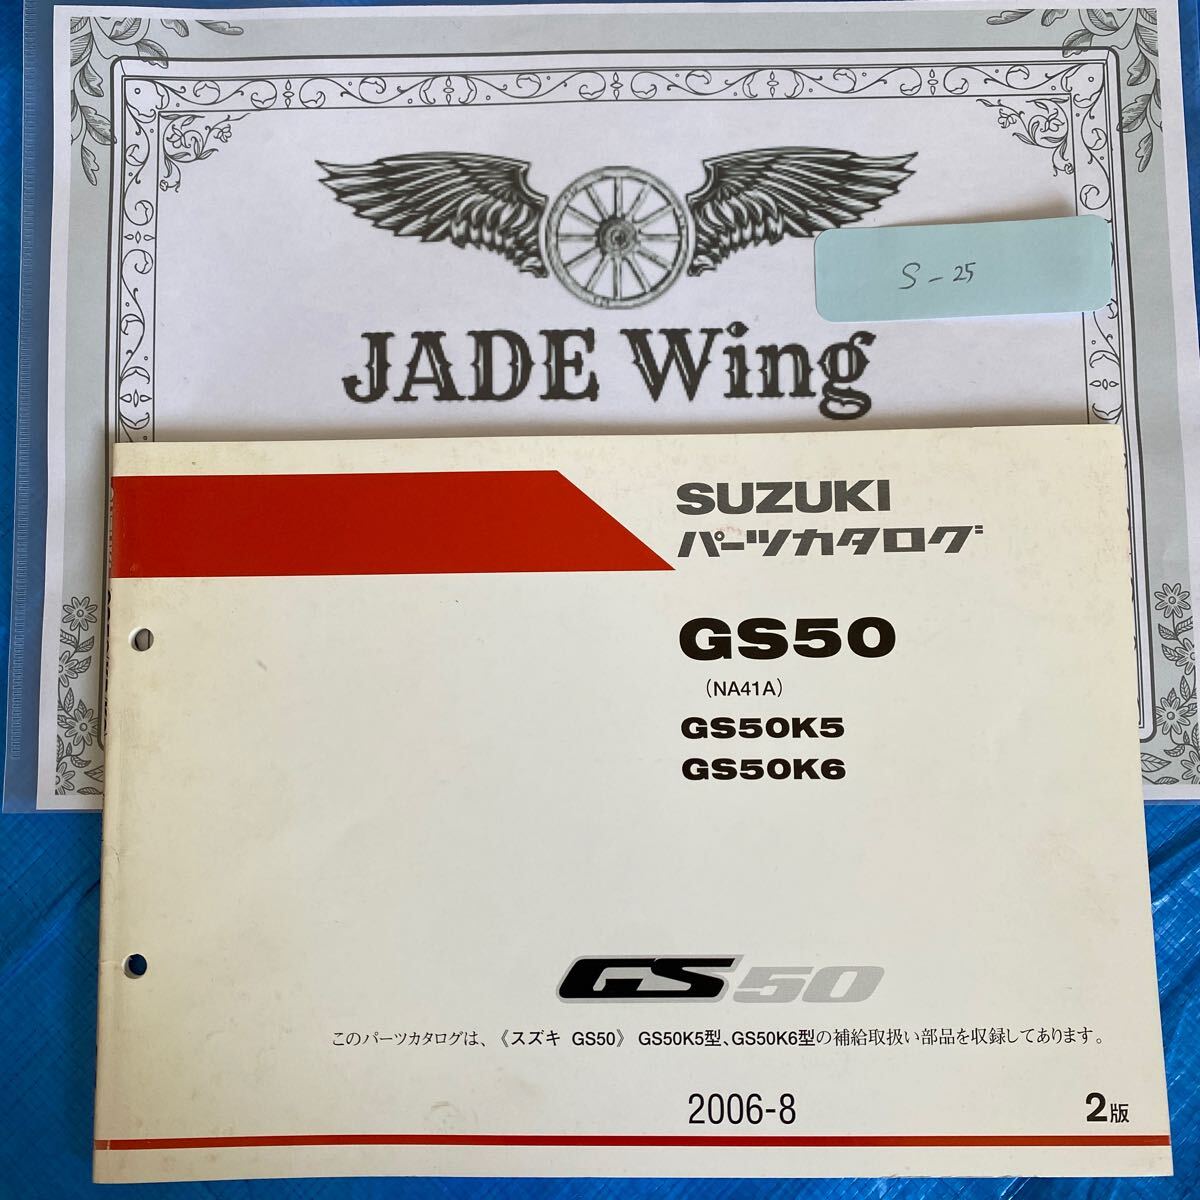 S-25
JADE Wing
SUZUKI
パーツカタログ
GS50
(NA41A)
GS50K5
GS50K6
GS50
このパーツカタログは、《スズキ GS50》 GS50K5型、GS50K6型の補給取扱い部品を収録してあります。
2006-8
2版